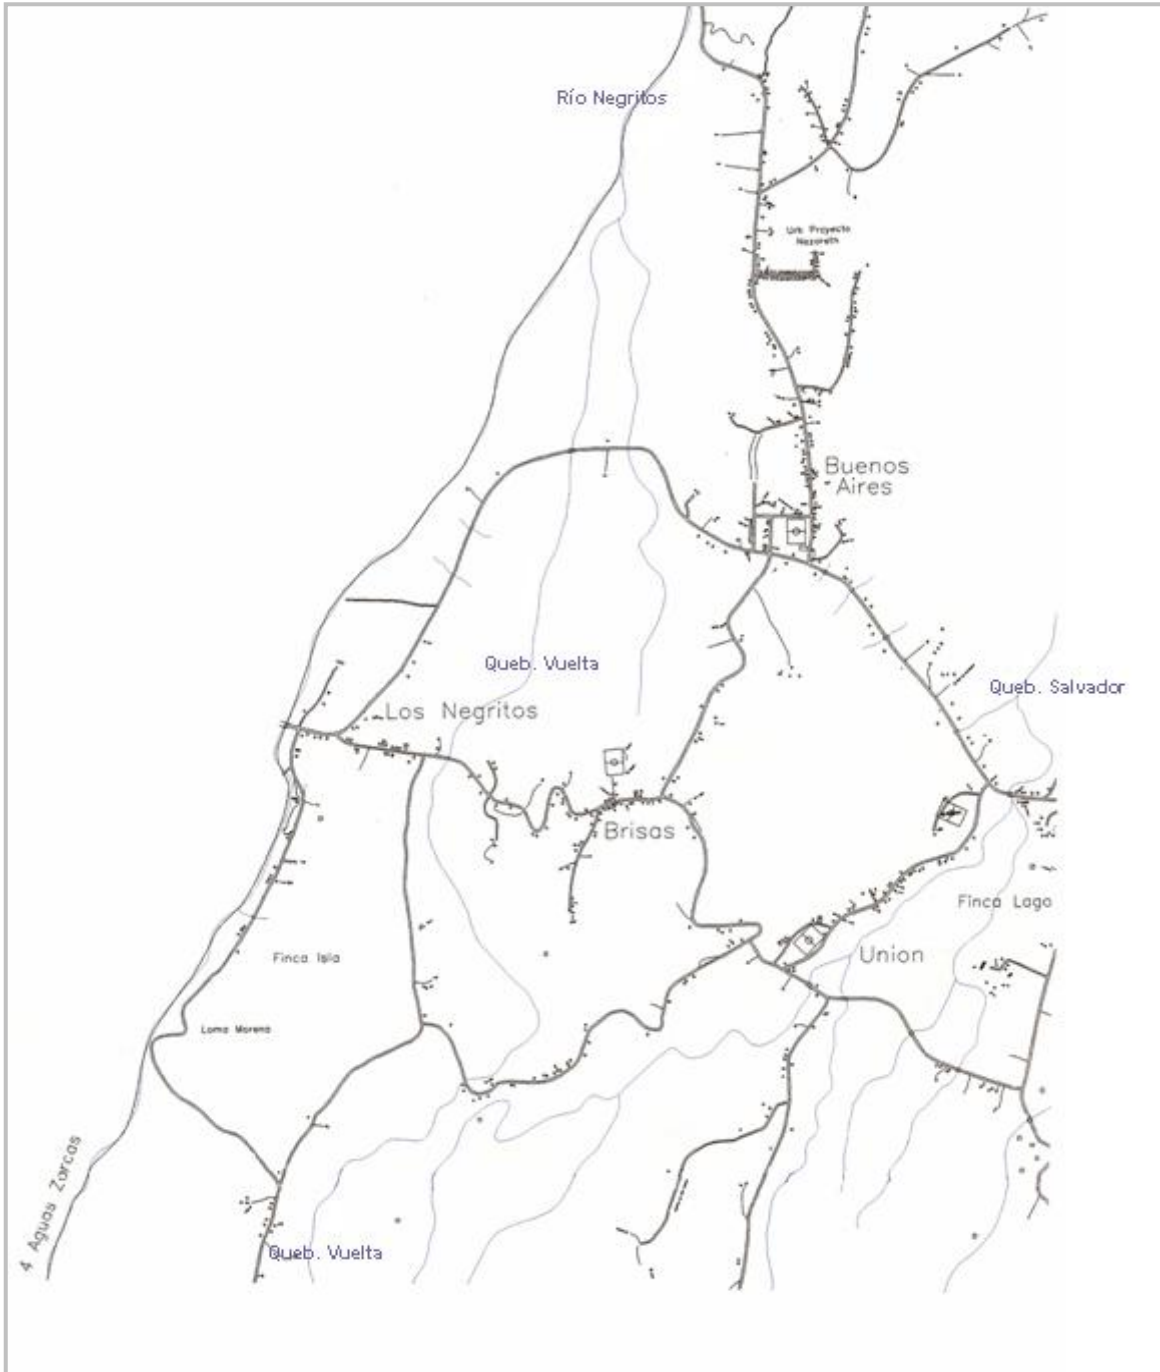 Río Negritos
Urb Proyecto
Nazareth
Buenos
Aires
Queb. Vuelta
Queb. Salvador
Los Negritos
Brisas
Finca Lago
Finca Isla
Union
Loma Morena
4 Aguas Zarcas
Queb. Vuelta